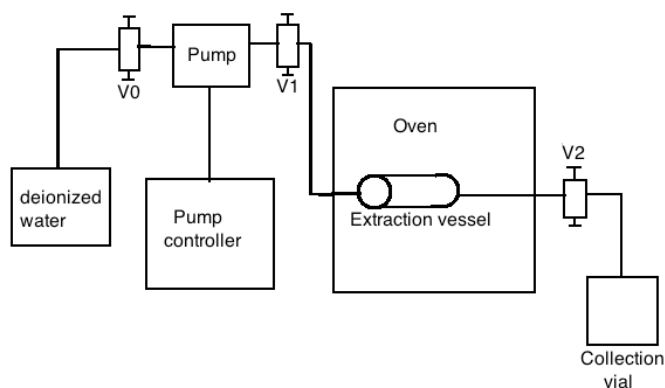 Pump
V0
V1
Oven
V2
deionized
water
Pump
controller
Extraction vessel
Collection
vial